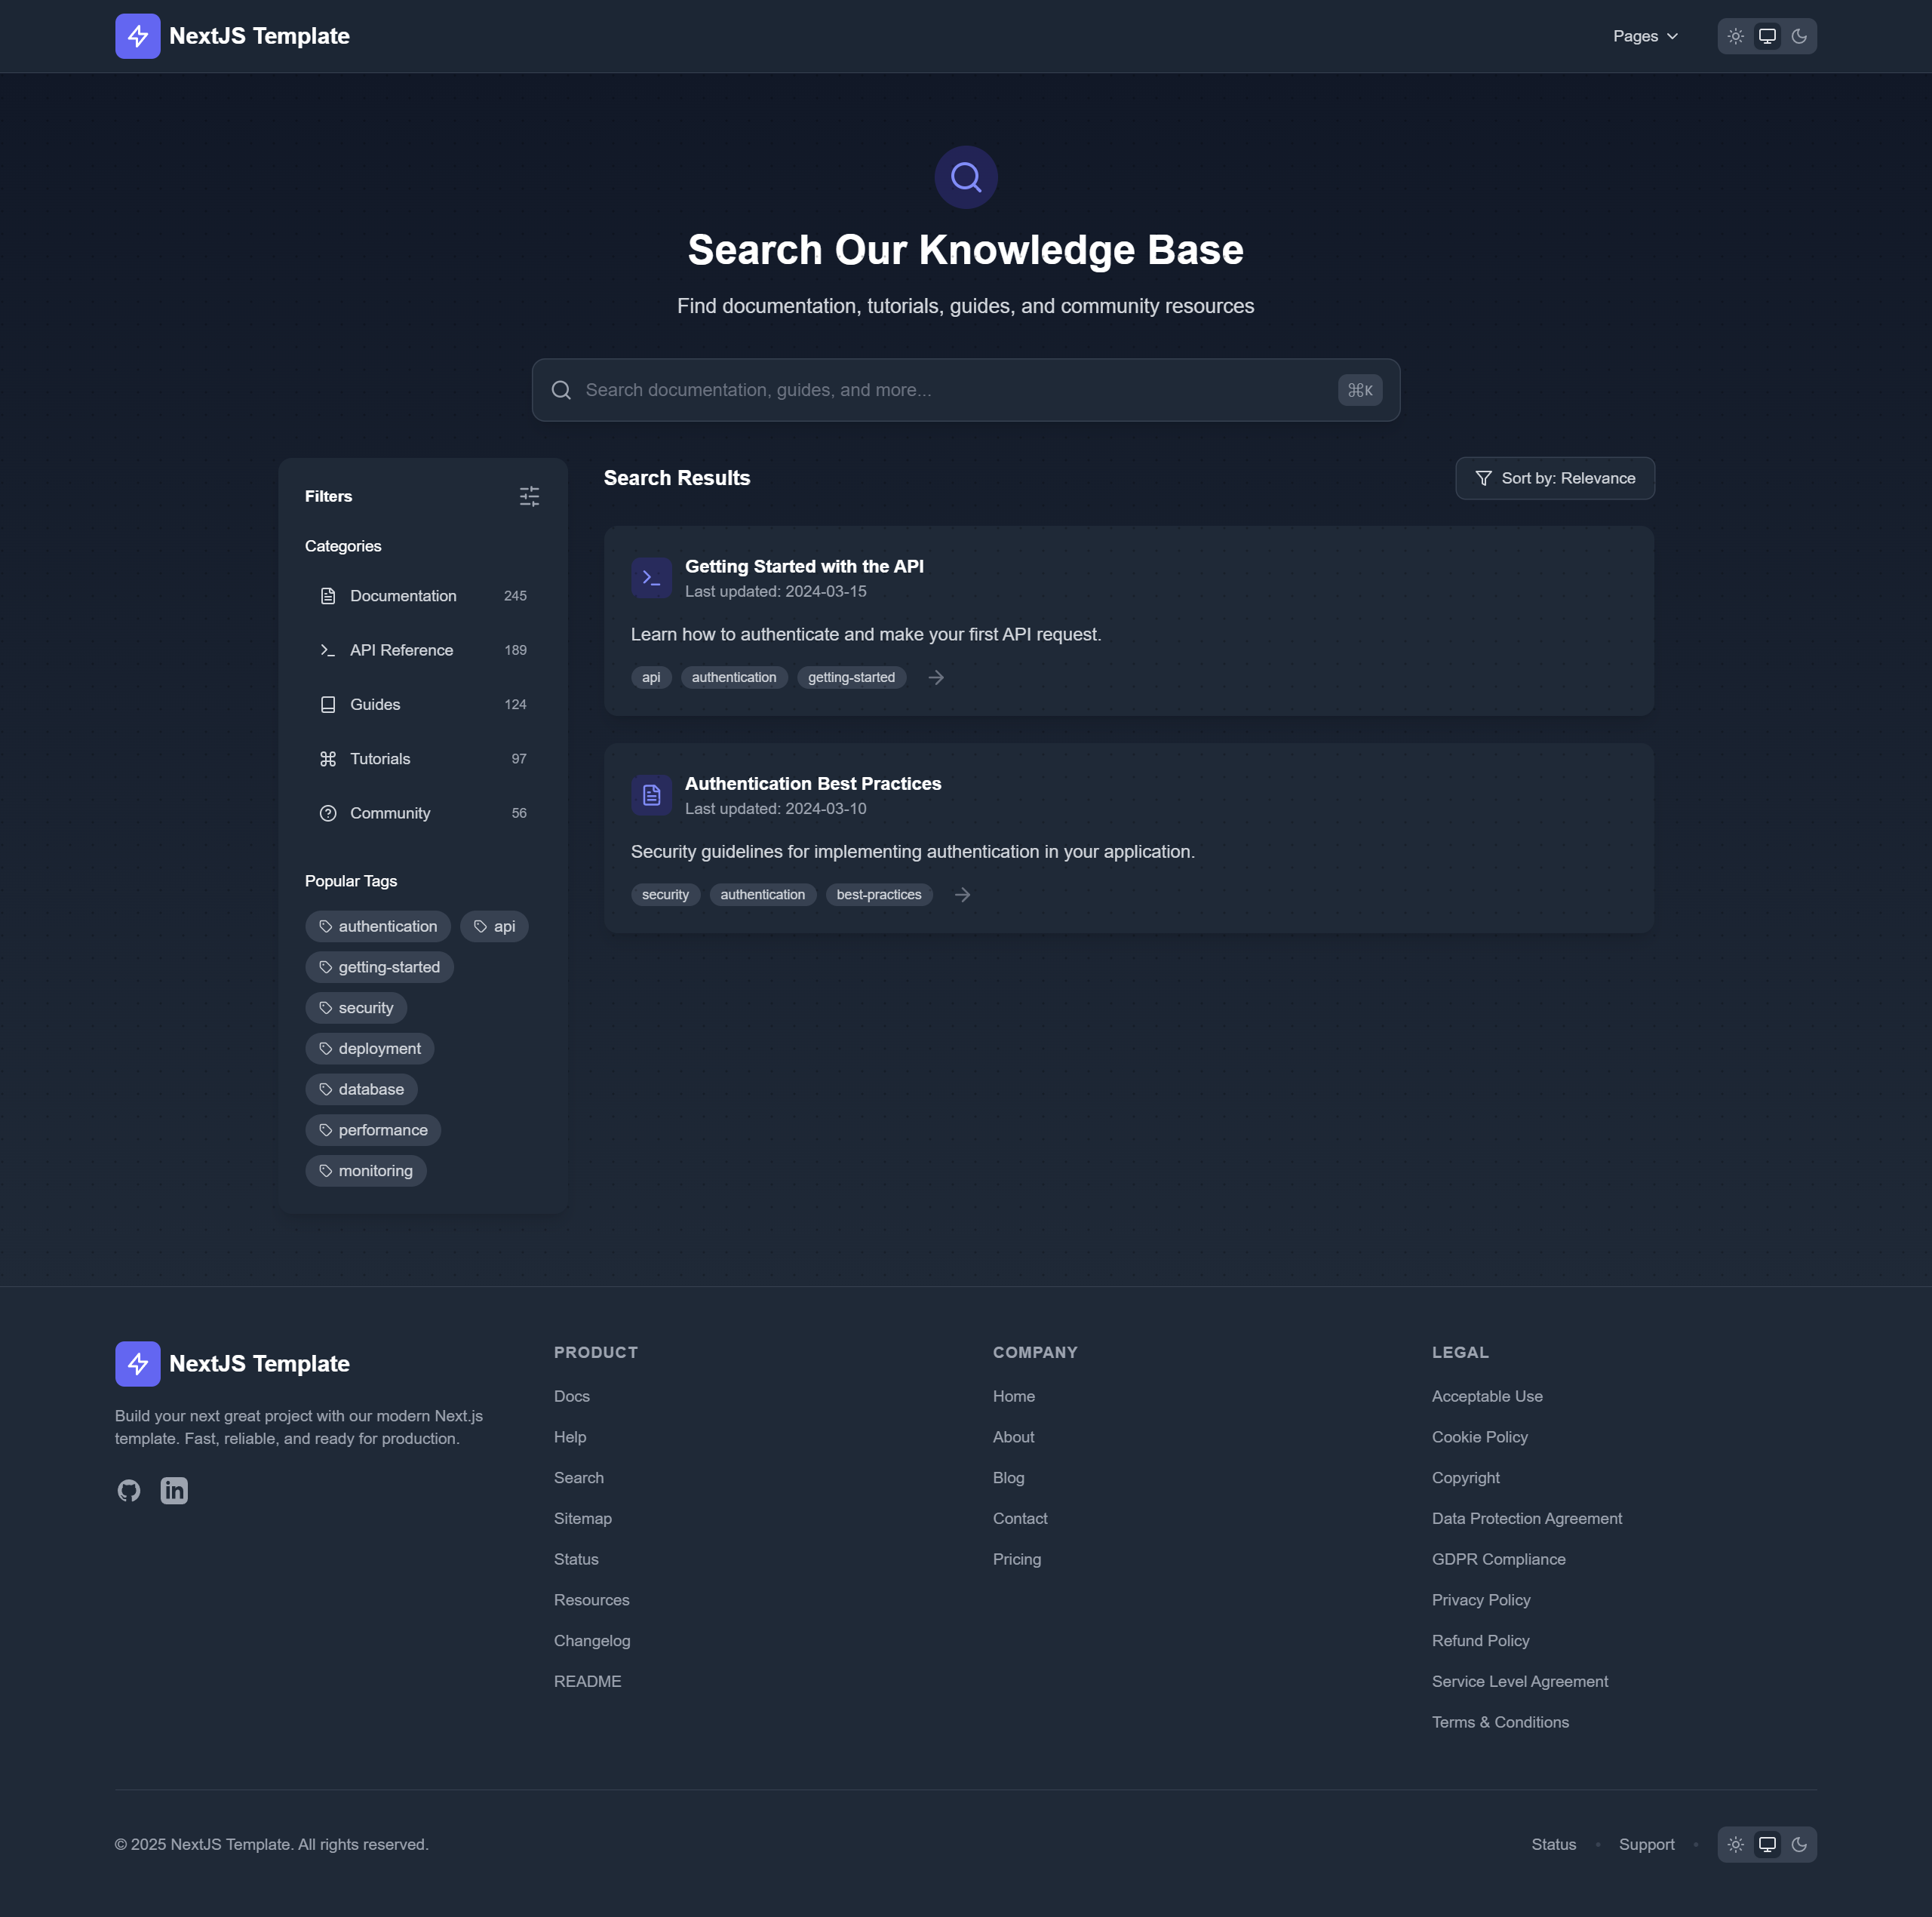 NextJS Template
Pages
Search Our Knowledge Base
Find documentation, tutorials, guides, and community resources
Search documentation, guides, and more...
⌘K
Filters
Categories
Documentation 245
API Reference 189
Guides 124
Tutorials 97
Community 56
Popular Tags
authentication
api
getting-started
security
deployment
database
performance
monitoring
Search Results
Sort by: Relevance
Getting Started with the API
Last updated: 2024-03-15
Learn how to authenticate and make your first API request.
api authentication getting-started
Authentication Best Practices
Last updated: 2024-03-10
Security guidelines for implementing authentication in your application.
security authentication best-practices
NextJS Template
Build your next great project with our modern Next.js
template. Fast, reliable, and ready for production.
PRODUCT
Docs
Help
Search
Sitemap
Status
Resources
Changelog
README
COMPANY
Home
About
Blog
Contact
Pricing
LEGAL
Acceptable Use
Cookie Policy
Copyright
Data Protection Agreement
GDPR Compliance
Privacy Policy
Refund Policy
Service Level Agreement
Terms & Conditions
© 2025 NextJS Template. All rights reserved.
Status • Support •